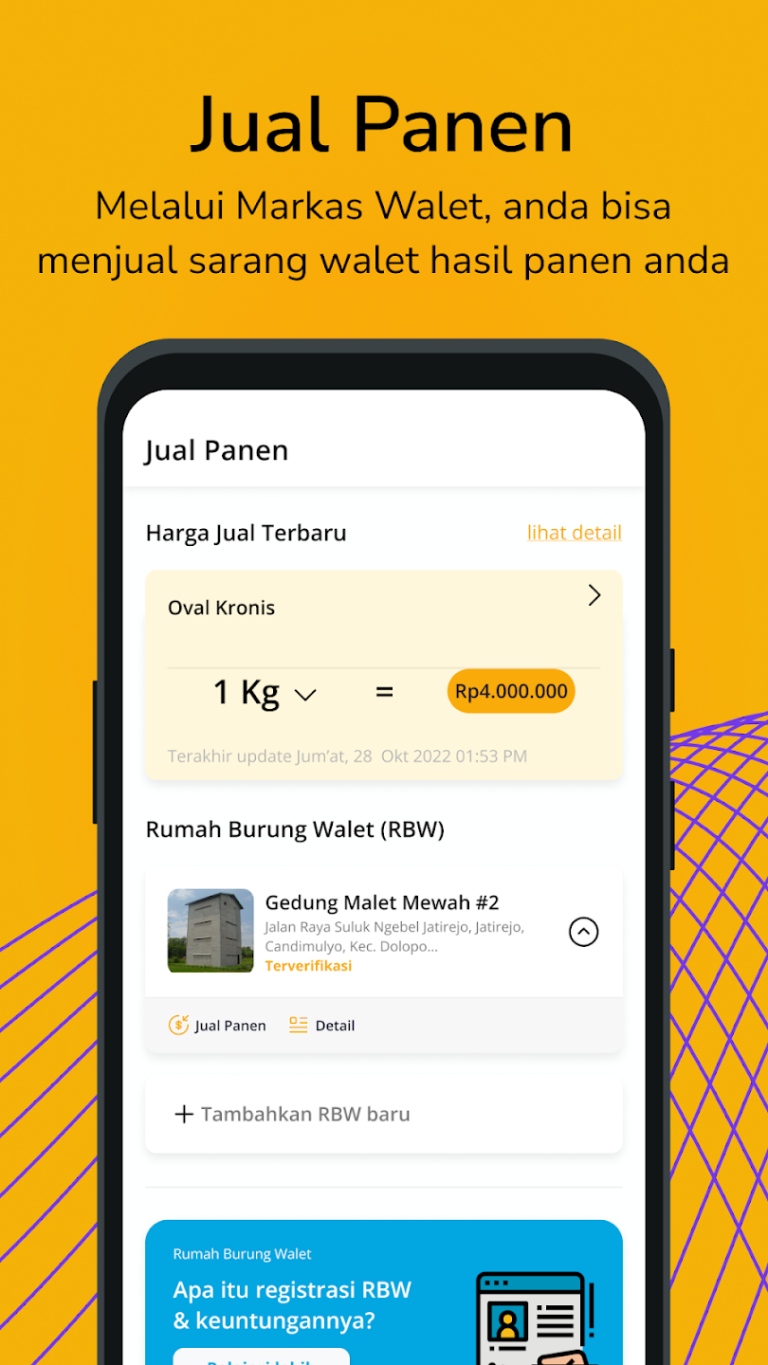 Jual Panen
Melalui Markas Walet, anda bisa
menjual sarang walet hasil panen anda
Jual Panen
Harga Jual Terbaru
lihat detail
Oval Kronis
1 Kg = Rp4.000.000
Terakhir update Jum’at, 28 Okt 2022 01:53 PM
Rumah Burung Walet (RBW)
Gedung Malet Mewah #2
Jalan Raya Suluk Ngebel Jatirejo, Jatirejo,
Candimulyo, Kec. Dolopo...
Terverifikasi
Jual Panen
Detail
+ Tambahkan RBW baru
Rumah Burung Walet
Apa itu registrasi RBW
& keuntungannya?